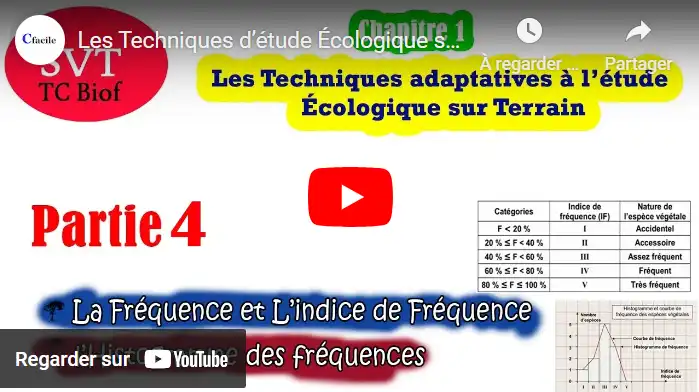 Cfacile
Les Techniques d’étude Écologique s...
À regarder ...
Partager
SVT
TC Biof
Chapitre 1
Les Techniques adaptatives à l’étude
Écologique sur Terrain
Partie 4
Catégories Indice de fréquence (IF) Nature de l’espèce végétale
F < 20 % I Accidentel
20 % ≤ F < 40 % II Accessoire
40 % ≤ F < 60 % III Assez fréquent
60 % ≤ F < 80 % IV Fréquent
80 % ≤ F ≤ 100 % V Très fréquent
La Fréquence et L’indice de Fréquence
des fréquences
Histogramme et courbe de
fréquence des espèces végétales
Nombre
d’espèces
Courbe de fréquence
Histogramme de fréquence
Indice de
fréquence
I II III IV V
Regarder sur YouTube